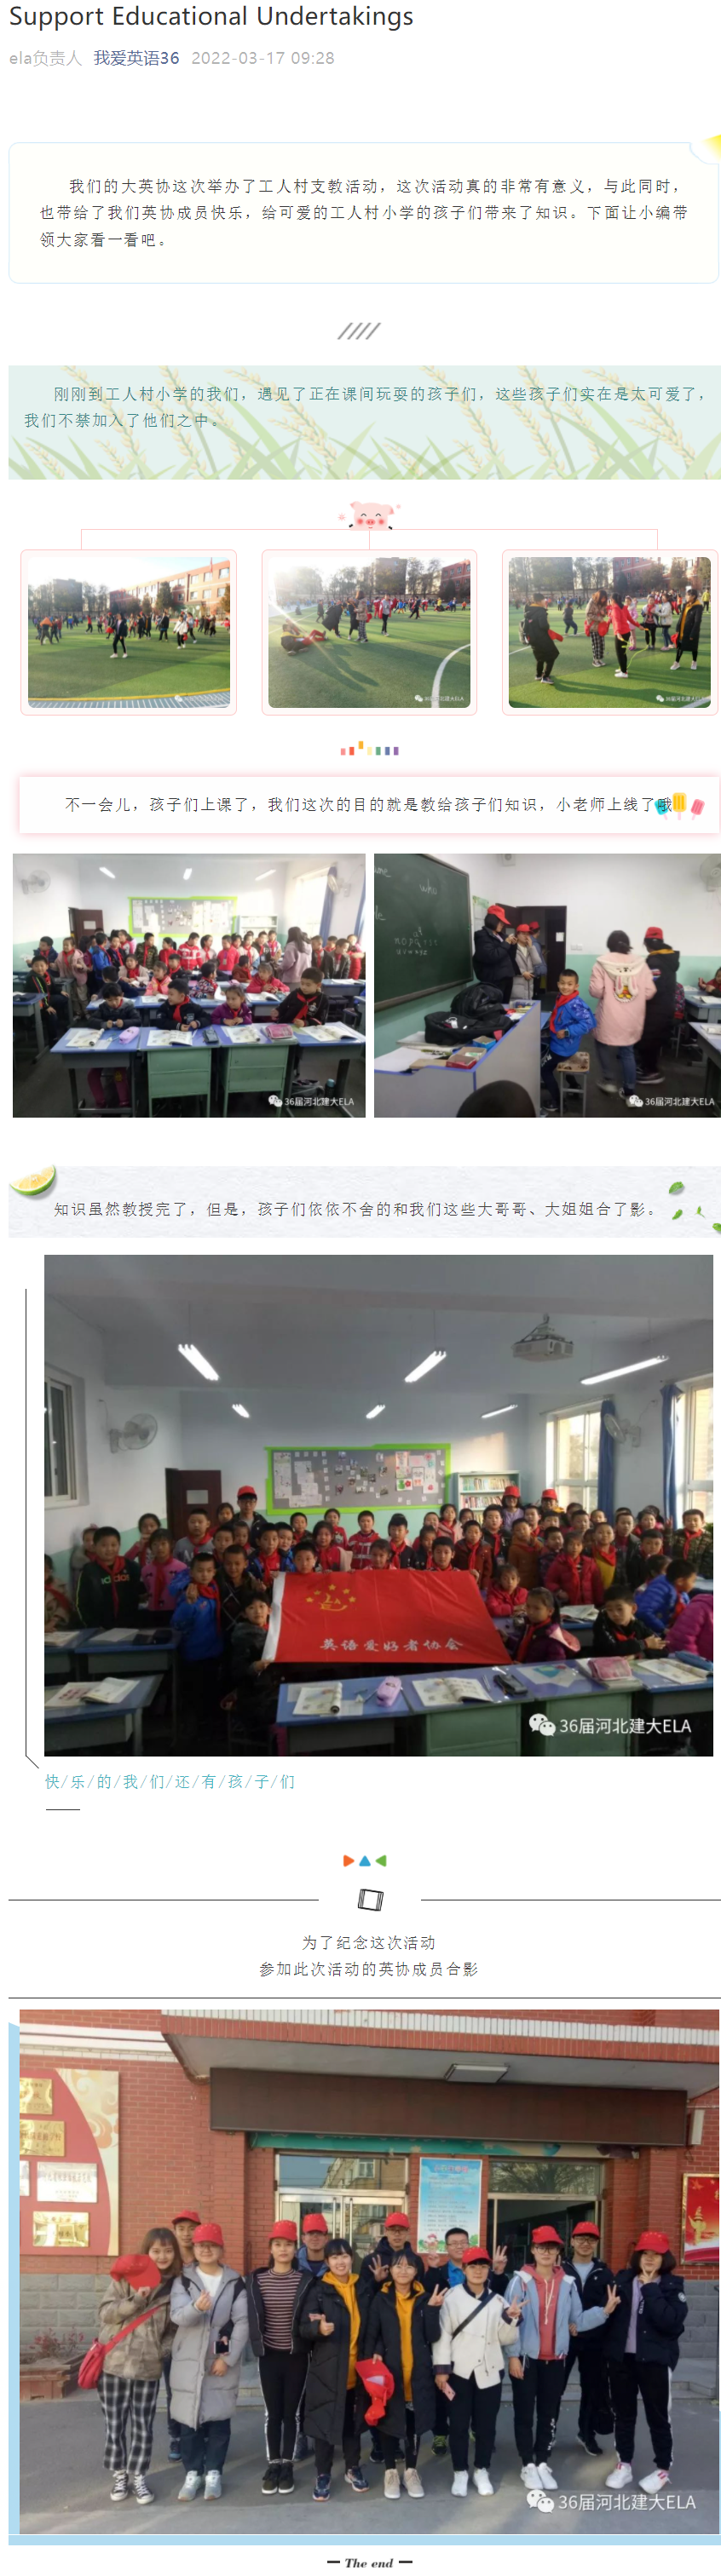 Support Educational Undertakings
ela负责人 我爱英语36 2022-03-17 09:28
我们的大英协这次举办了工人村支教活动，这次活动真的非常有意义，与此同时，
也带给了我们英协成员快乐，给可爱的工人村小学的孩子们带来了知识。下面让小编带
领大家看一看吧。
刚刚到工人村小学的我们，遇见了正在课间玩耍的孩子们，这些孩子们实在是太可爱了，
我们不禁加入了他们之中。
36届河北建大ELA
不一会儿，孩子们上课了，我们这次的目的就是教给孩子们知识，小老师上线了哦
36届河北建大ELA
36届河北建大ELA
知识虽然教授完了，但是，孩子们依依不舍的和我们这些大哥哥、大姐姐合了影。
英语爱好者协会
36届河北建大ELA
快/乐/的/我/们/还/有/孩/子/们
为了纪念这次活动
参加此次活动的英协成员合影
36届河北建大ELA
The end